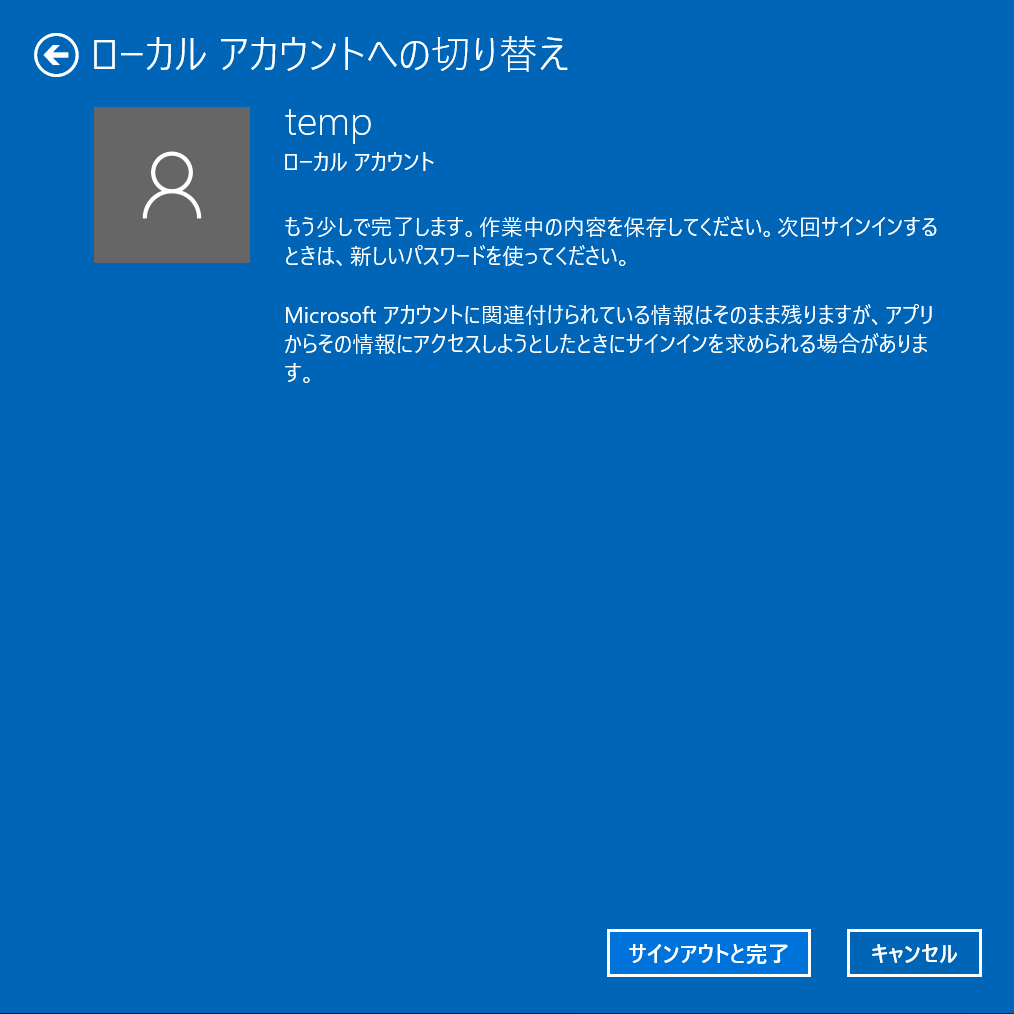 ローカル アカウントへの切り替え
temp
ローカル アカウント
もう少しで完了します。作業中の内容を保存してください。次回サインインする
ときは、新しいパスワードを使ってください。
Microsoft アカウントに関連付けられている情報はそのまま残りますが、アプリ
からその情報にアクセスしようとしたときにサインインを求められる場合がありま
す。
サインアウトと完了
キャンセル